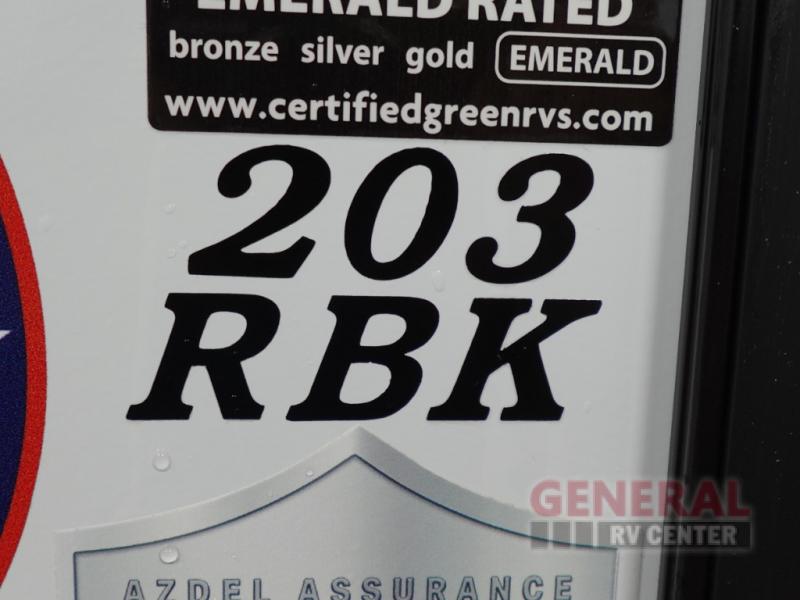 EMERALD RATED
bronze silver gold EMERALD
www.certifiedgreenrvs.com
203
RBK
AZDEL ASSURANCE
GENERAL
RV CENTER